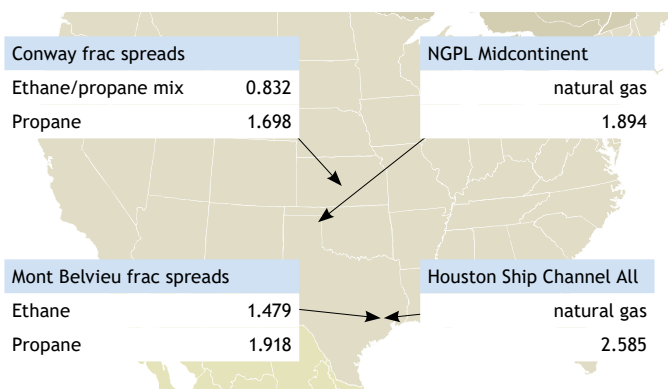 Conway frac spreads
Ethane/propane mix 0.832
Propane 1.698
NGPL Midcontinent
natural gas
1.894
Mont Belvieu frac spreads
Ethane 1.479
Propane 1.918
Houston Ship Channel All
natural gas
2.585